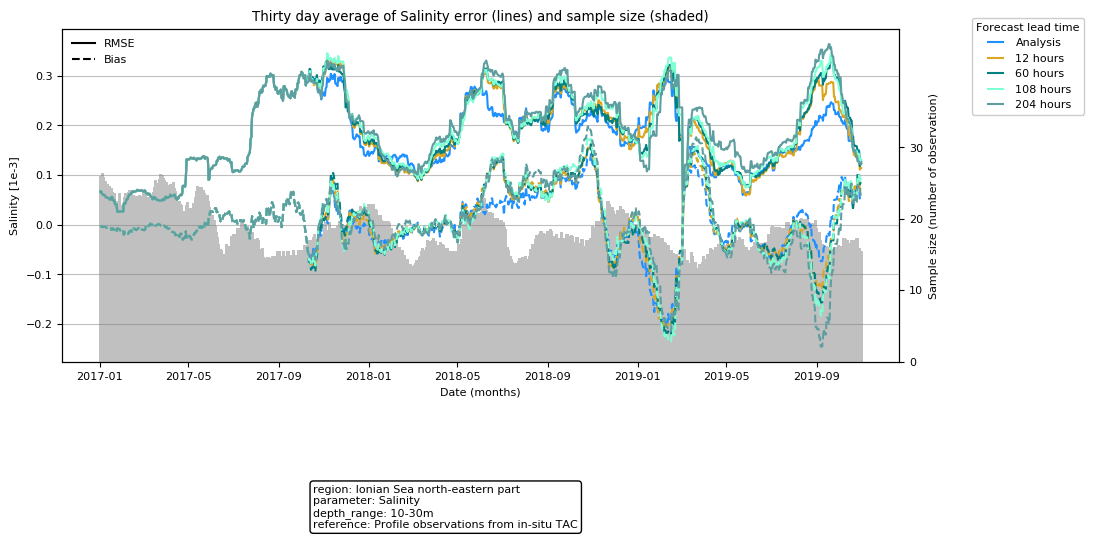 Thirty day average of Salinity error (lines) and sample size (shaded)
Forecast lead time
Analysis
12 hours
60 hours
108 hours
204 hours
RMSE
Bias
Salinity [1e-3]
0.3
0.2
0.1
0.0
−0.1
−0.2
Sample size (number of observation)
30
20
10
0
2017-01 2017-05 2017-09 2018-01 2018-05 2018-09 2019-01 2019-05 2019-09
Date (months)
region: Ionian Sea north-eastern part
parameter: Salinity
depth_range: 10-30m
reference: Profile observations from in-situ TAC